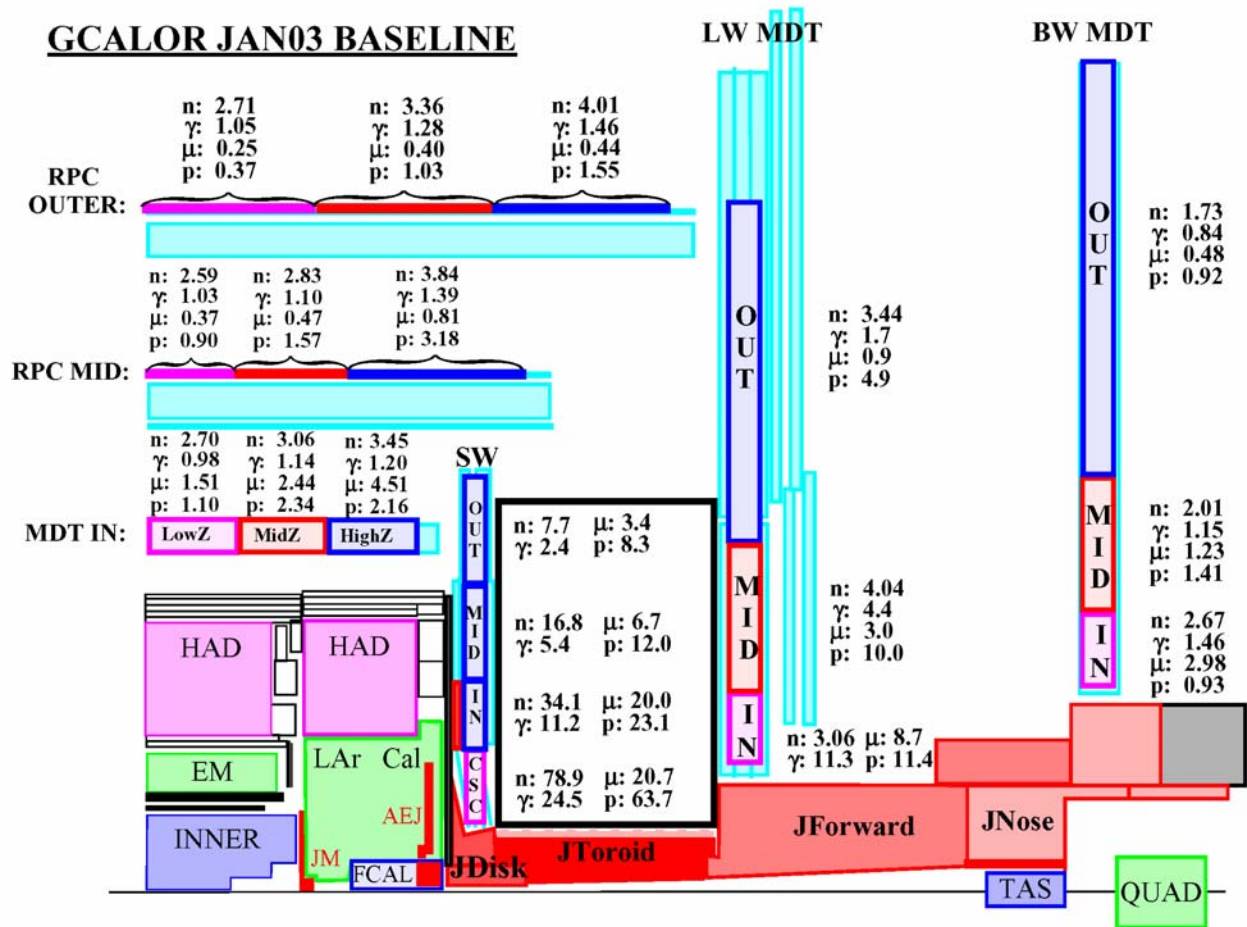 GCALOR JAN03 BASELINE
LW MDT
BW MDT
n: 2.71
γ: 1.05
μ: 0.25
p: 0.37
n: 3.36
γ: 1.28
μ: 0.40
p: 1.03
n: 4.01
γ: 1.46
μ: 0.44
p: 1.55
RPC
OUTER:
n: 2.59
γ: 1.03
μ: 0.37
p: 0.90
n: 2.83
γ: 1.10
μ: 0.47
p: 1.57
n: 3.84
γ: 1.39
μ: 0.81
p: 3.18
RPC MID:
n: 2.70
γ: 0.98
μ: 1.51
p: 1.10
n: 3.06
γ: 1.14
μ: 2.44
p: 2.34
n: 3.45
γ: 1.20
μ: 4.51
p: 2.16
MDT IN:
LowZ
MidZ
HighZ
SW
OUT
MID
IN
CSC
n: 7.7 μ: 3.4
γ: 2.4 p: 8.3
n: 16.8 μ: 6.7
γ: 5.4 p: 12.0
n: 34.1 μ: 20.0
γ: 11.2 p: 23.1
n: 78.9 μ: 20.7
γ: 24.5 p: 63.7
OUT
MID
IN
n: 3.44
γ: 1.7
μ: 0.9
p: 4.9
n: 4.04
γ: 4.4
μ: 3.0
p: 10.0
n: 3.06 μ: 8.7
γ: 11.3 p: 11.4
OUT
MID
IN
n: 1.73
γ: 0.84
μ: 0.48
p: 0.92
n: 2.01
γ: 1.15
μ: 1.23
p: 1.41
n: 2.67
γ: 1.46
μ: 2.98
p: 0.93
HAD
HAD
EM
LAr Cal
INNER
AEJ
JM
FCAL
JDisk
JToroid
JForward
JNose
TAS
QUAD